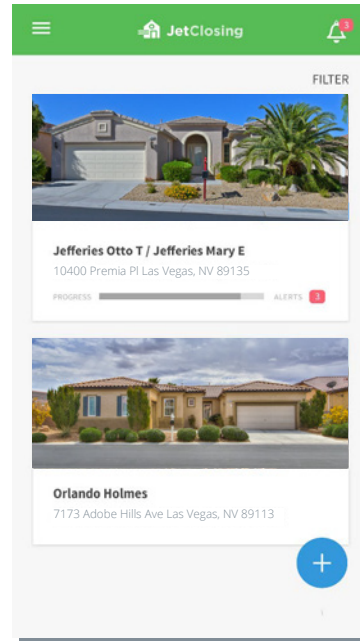 JetClosing
3
FILTER
Jefferies Otto T / Jefferies Mary E
10400 Premia Pl Las Vegas, NV 89135
PROGRESS ALERTS 3
Orlando Holmes
7173 Adobe Hills Ave Las Vegas, NV 89113